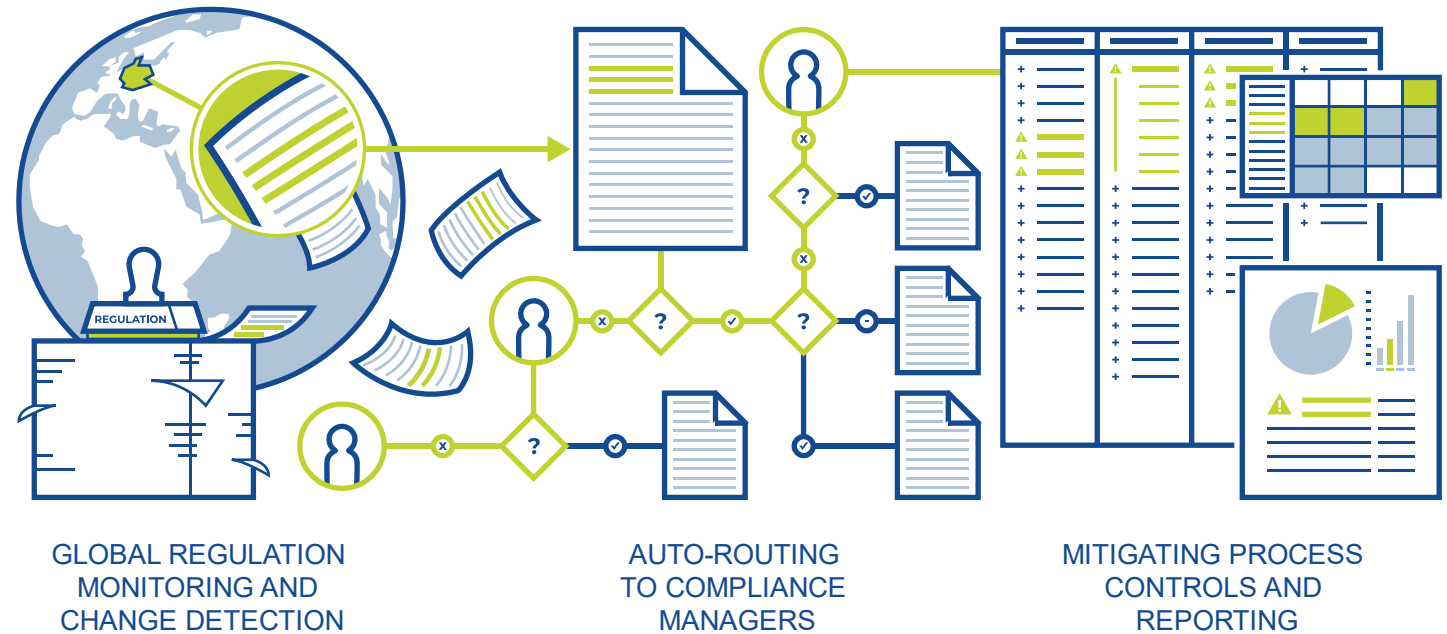 REGULATION
x
?
✓
x
?
✓
?
-
x
?
✓
x
✓
GLOBAL REGULATION
MONITORING AND
CHANGE DETECTION
AUTO-ROUTING
TO COMPLIANCE
MANAGERS
MITIGATING PROCESS
CONTROLS AND
REPORTING